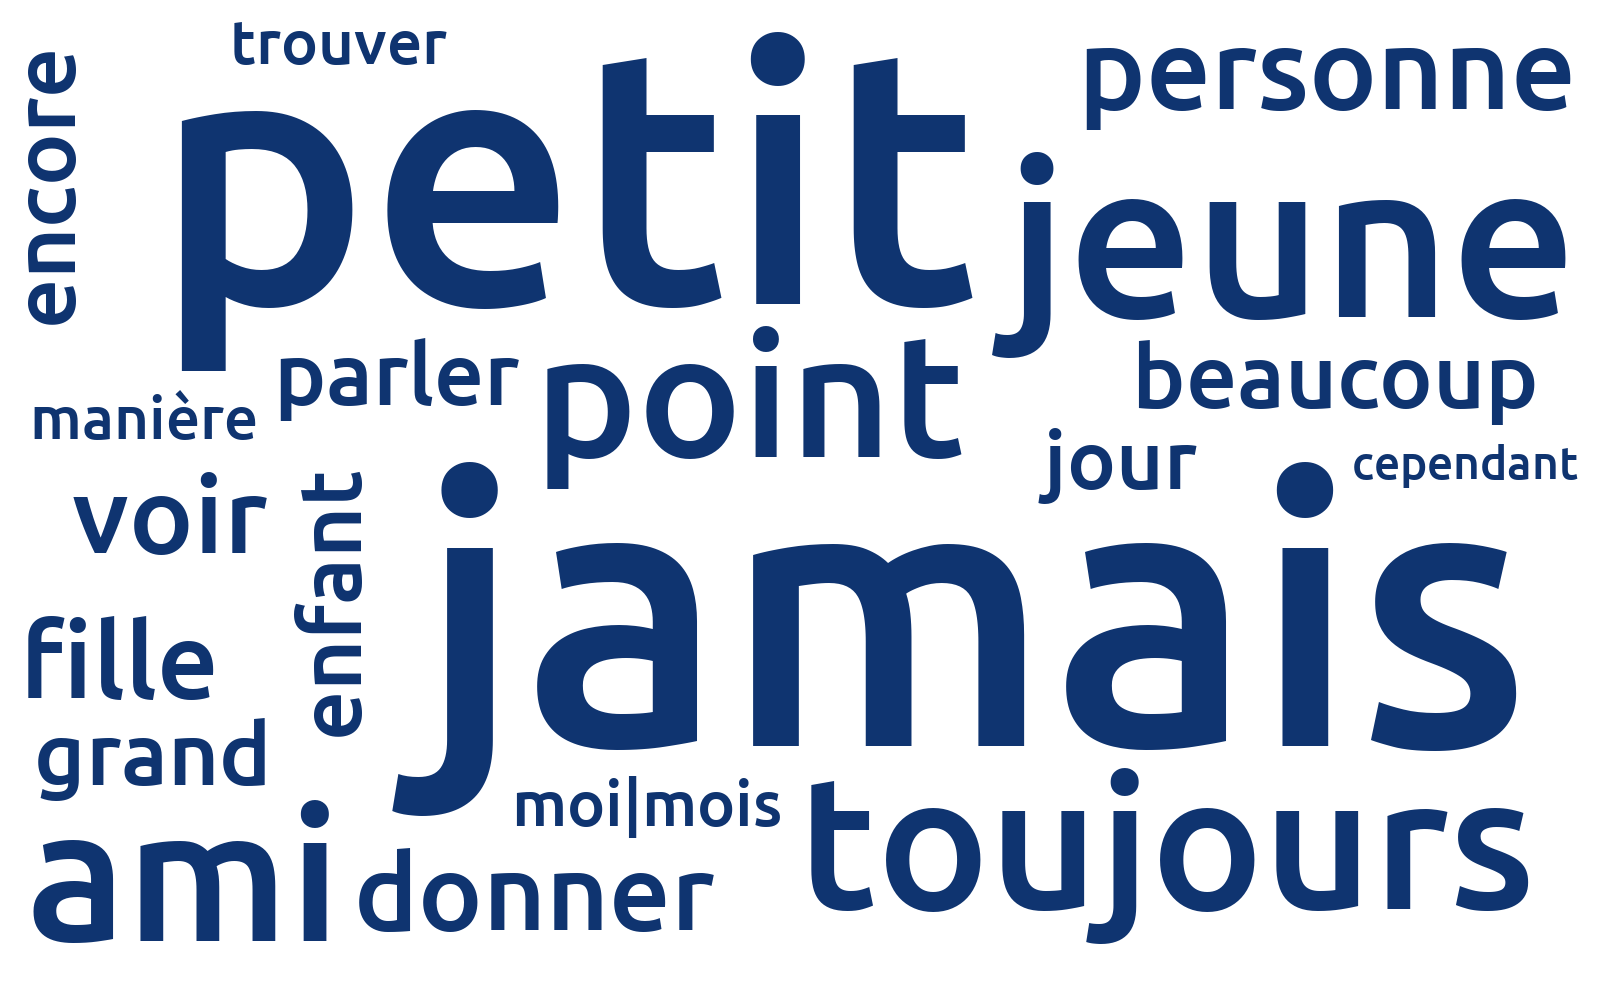 trouver
encore
petit
personne
jeune
parler
point
beaucoup
manière
jour
cependant
voir
enfant
jamais
fille
grand
moi|mois
toujours
ami
donner